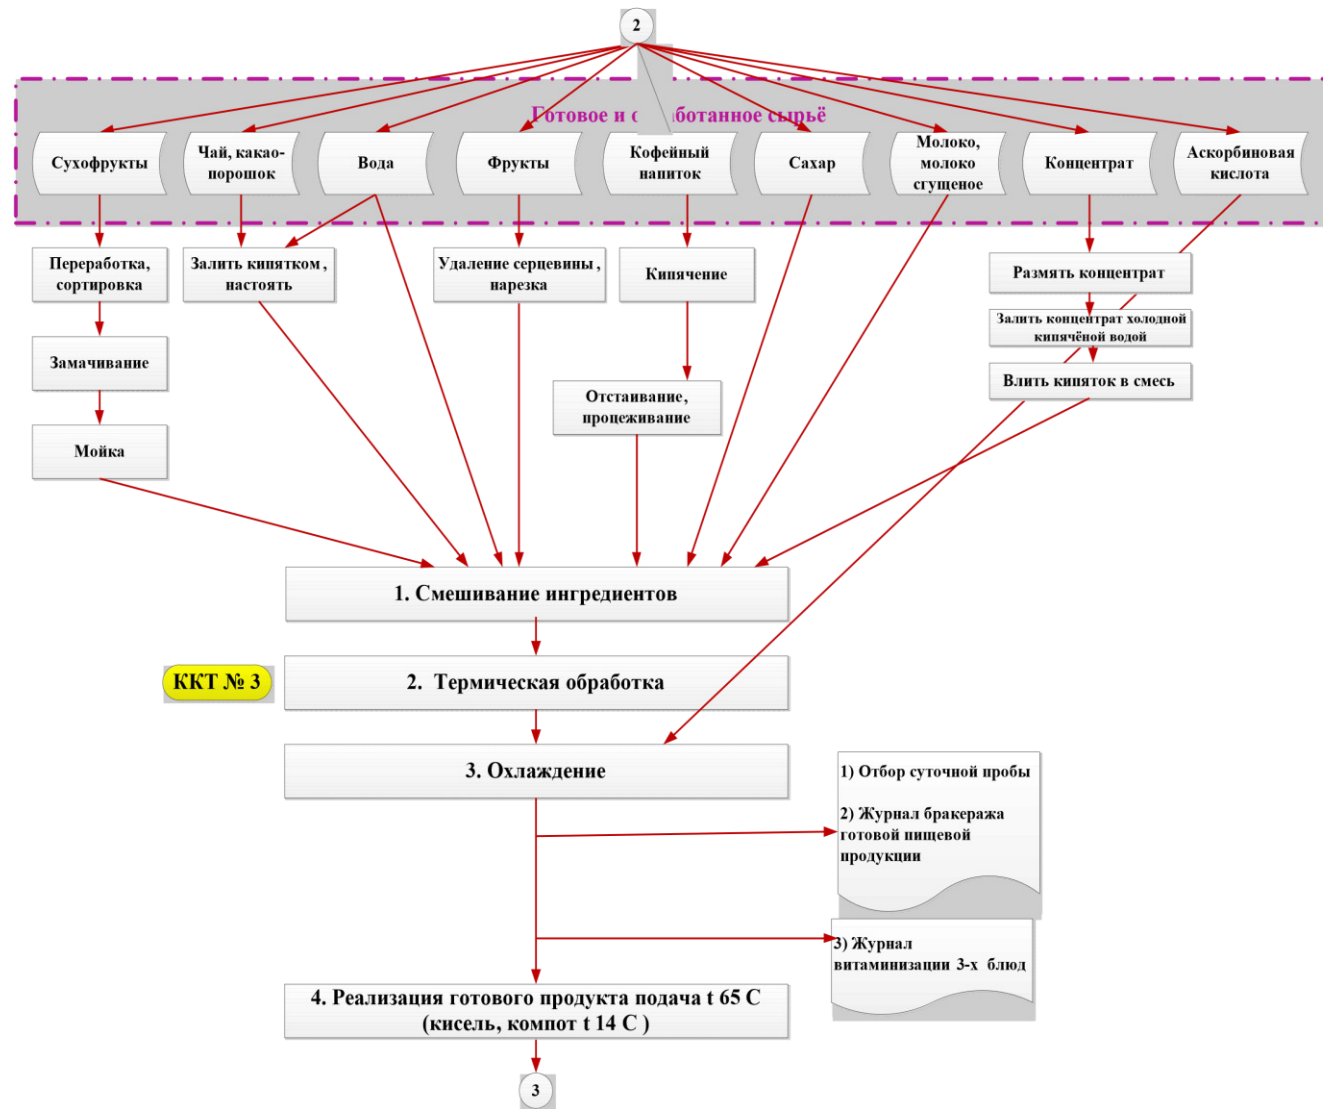 2
Готовое и о ботанное сырьё
Сухофрукты
Чай, какао-
порошок
Вода
Фрукты
Кофейный
напиток
Сахар
Молоко,
молоко
сгущеное
Концентрат
Аскорбиновая
кислота
Переработка,
сортировка
Залить кипятком ,
настоять
Удаление серцевины ,
нарезка
Кипячение
Размять концентрат
Залить концентрат холодной
кипячёной водой
Замачивание
Влить кипяток в смесь
Отстаивание,
процеживание
Мойка
1. Смешивание ингредиентов
ККТ № 3
2. Термическая обработка
3. Охлаждение
1) Отбор суточной пробы
2) Журнал бракеража
готовой пищевой
продукции
3) Журнал
витаминизации 3-х блюд
4. Реализация готового продукта подача t 65 С
(кисель, компот t 14 С )
3